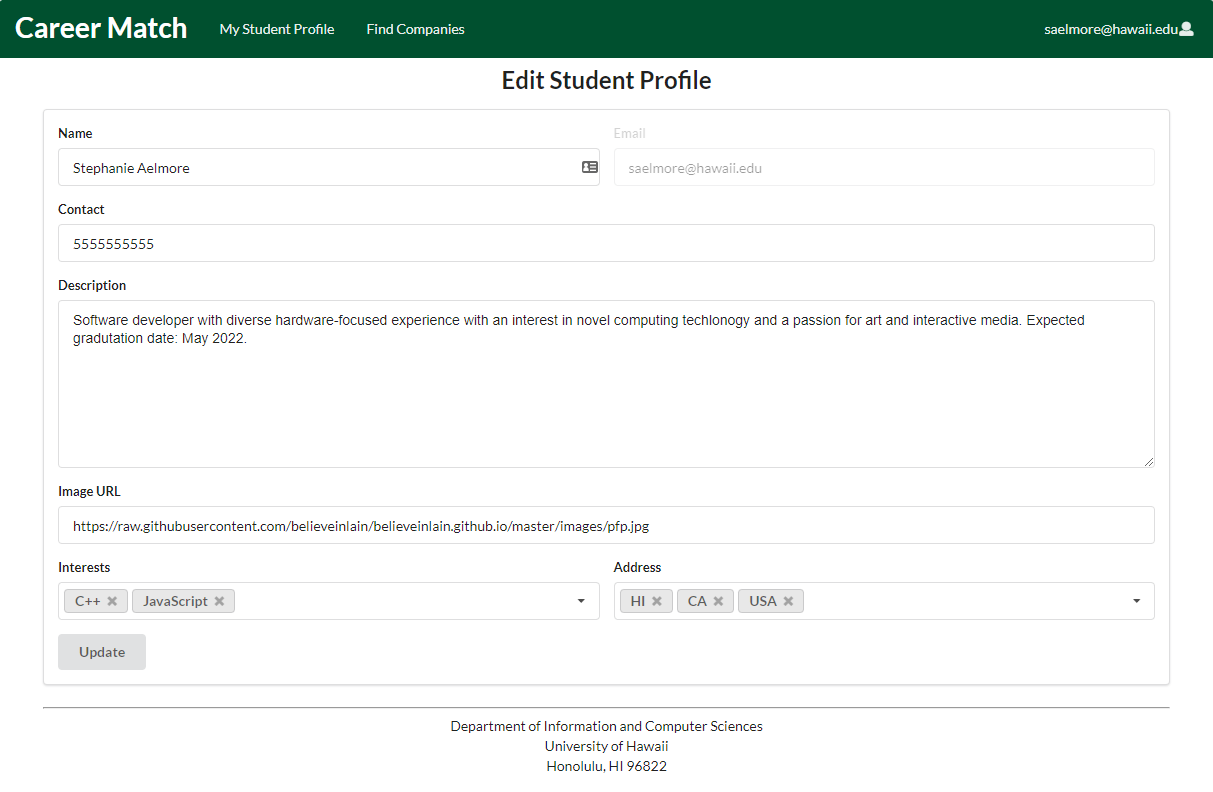 Career Match My Student Profile Find Companies saelmore@hawaii.edu
Edit Student Profile
Name Email
Stephanie Aelmore saelmore@hawaii.edu
Contact
5555555555
Description
Software developer with diverse hardware-focused experience with an interest in novel computing techlonogy and a passion for art and interactive media. Expected
gradutation date: May 2022.
Image URL
https://raw.githubusercontent.com/believeinlain/believeinlain.github.io/master/images/pfp.jpg
Interests Address
C++ JavaScript HI CA USA
Update
Department of Information and Computer Sciences
University of Hawaii
Honolulu, HI 96822